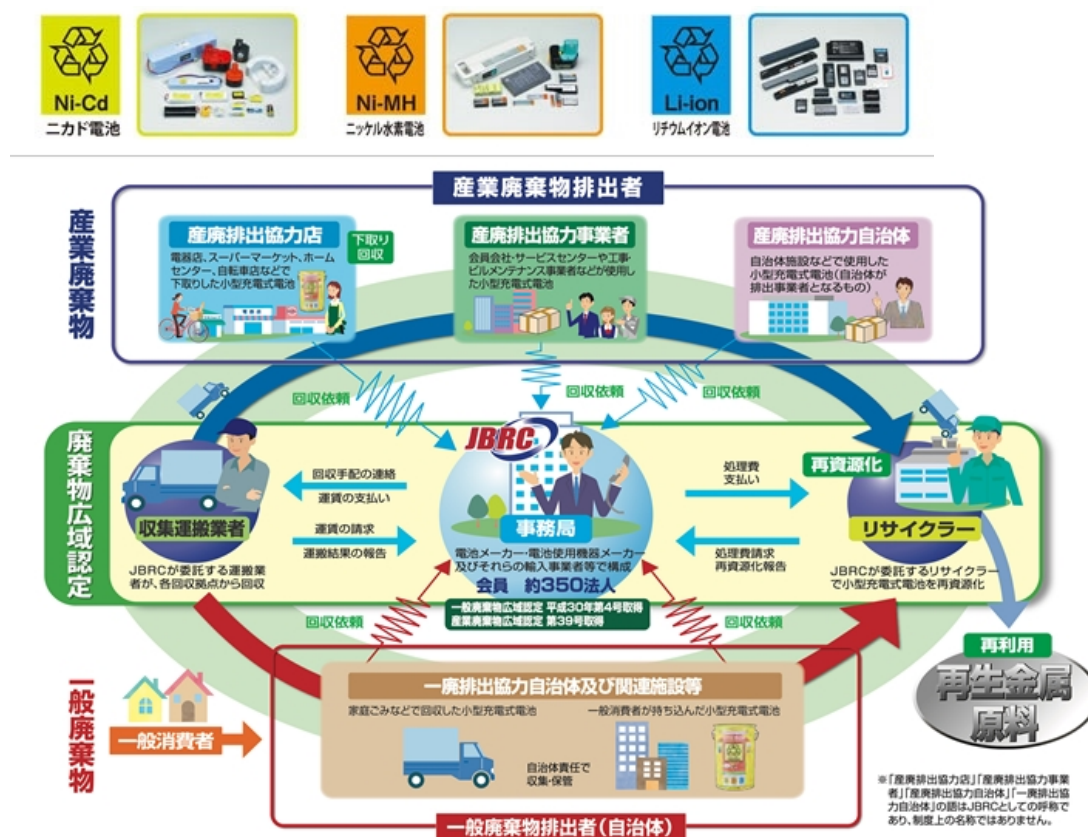 Ni-Cd
ニカド電池
Ni-MH
ニッケル水素電池
Li-ion
リチウムイオン電池
産業廃棄物
産業廃棄物排出者
産廃排出協力店
下取り
回収
電器店、スーパーマーケット、ホーム
センター、自転車店などで
下取りした小型充電式電池
産廃排出協力事業者
会員会社・サービスセンターや工事・
ビルメンテナンス事業者などが使用し
た小型充電式電池
産廃排出協力自治体
自治体施設などで使用した
小型充電式電池(自治体が
排出事業者となるもの)
回収依頼
回収依頼
回収依頼
廃棄物広域認定
収集運搬業者
JBRCが委託する運搬業
者が、各回収拠点から回収
回収手配の連絡
運賃の支払い
運賃の請求
運搬結果の報告
JBRC
事務局
電池メーカー・電池使用機器メーカー
及びそれらの輸入事業者等で構成
会員 約350法人
一般廃棄物広域認定 平成30年第4号取得
産業廃棄物広域認定 第39号取得
処理費
支払い
処理費請求
再資源化報告
再資源化
リサイクラー
JBRCが委託するリサイクラー
で小型充電式電池を再資源化
回収依頼
回収依頼
再利用
再生金属
原料
一般廃棄物
一般消費者
一廃排出協力自治体及び関連施設等
家庭ごみなどで回収した小型充電式電池
一般消費者が持ち込んだ小型充電式電池
自治体責任で
収集・保管
一般廃棄物排出者(自治体)
※「産廃排出協力店」「産廃排出協力事業
者」「産廃排出協力自治体」「一廃排出協
力自治体」の語はJBRCとしての呼称で
あり、制度上の名称ではありません。